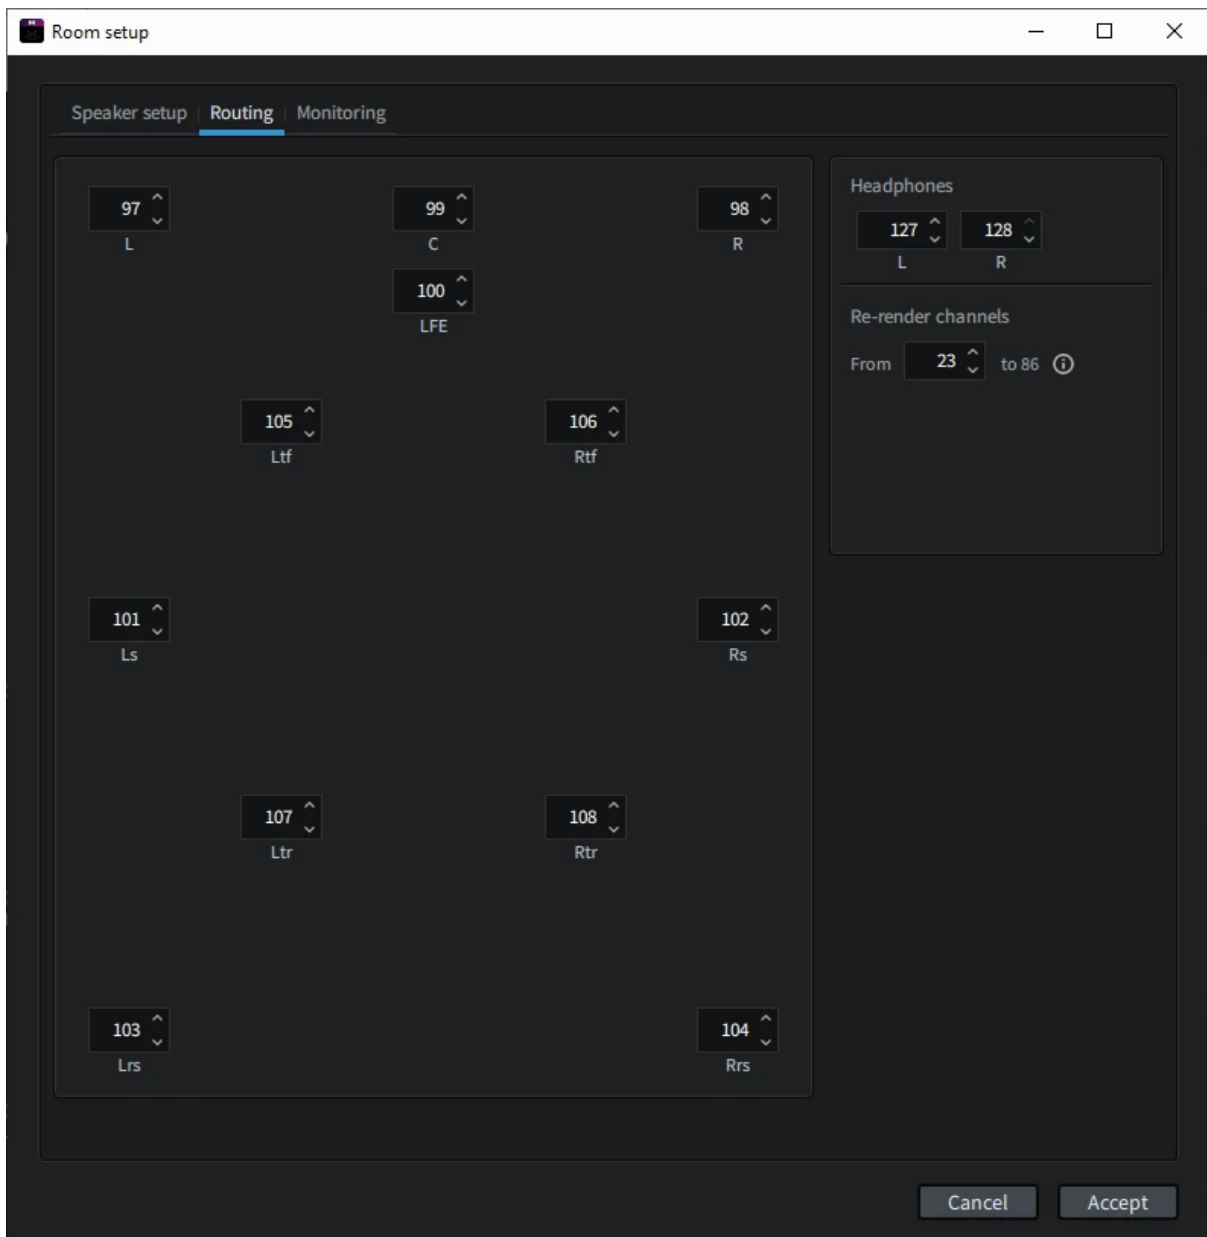 Room setup
Speaker setup Routing Monitoring
97 99 98
L C R
100
LFE
105 106
Ltf Rtf
101 102
Ls Rs
107 108
Ltr Rtr
103 104
Lrs Rrs
Headphones
127 128
L R
Re-render channels
From 23 to 86
Cancel Accept